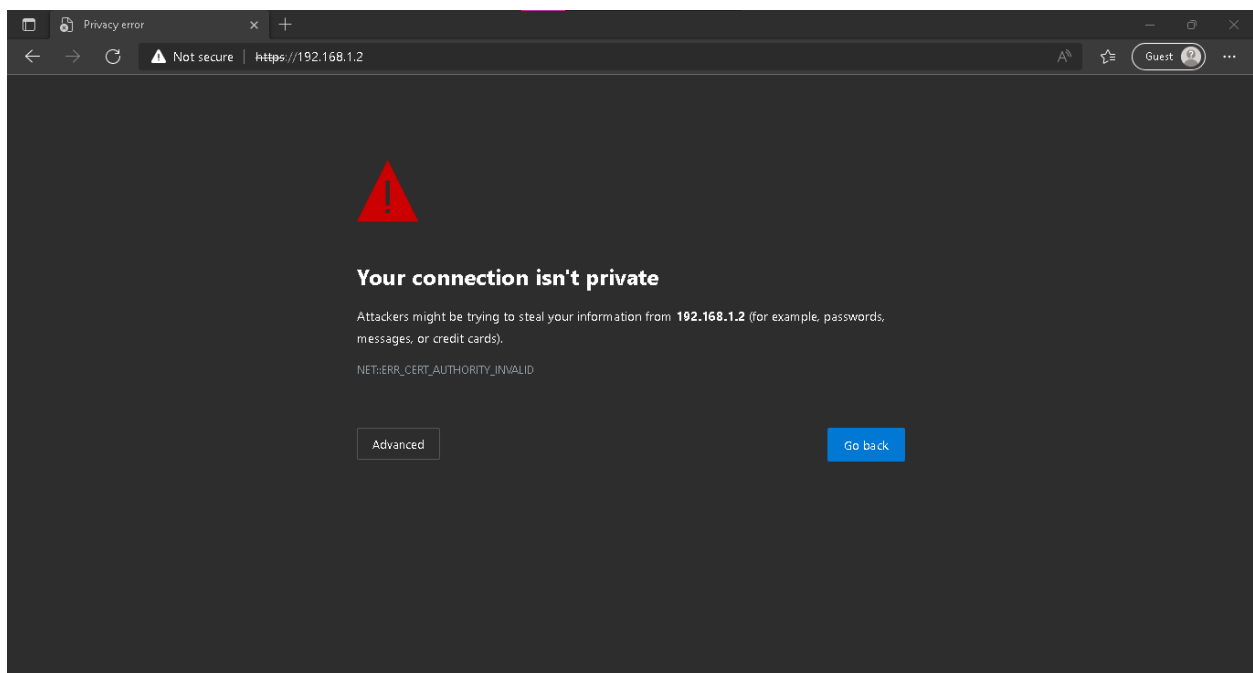 Privacy error
Not secure
https://192.168.1.2
Guest
Your connection isn't private
Attackers might be trying to steal your information from 192.168.1.2 (for example, passwords,
messages, or credit cards).
NET::ERR_CERT_AUTHORITY_INVALID
Advanced
Go back